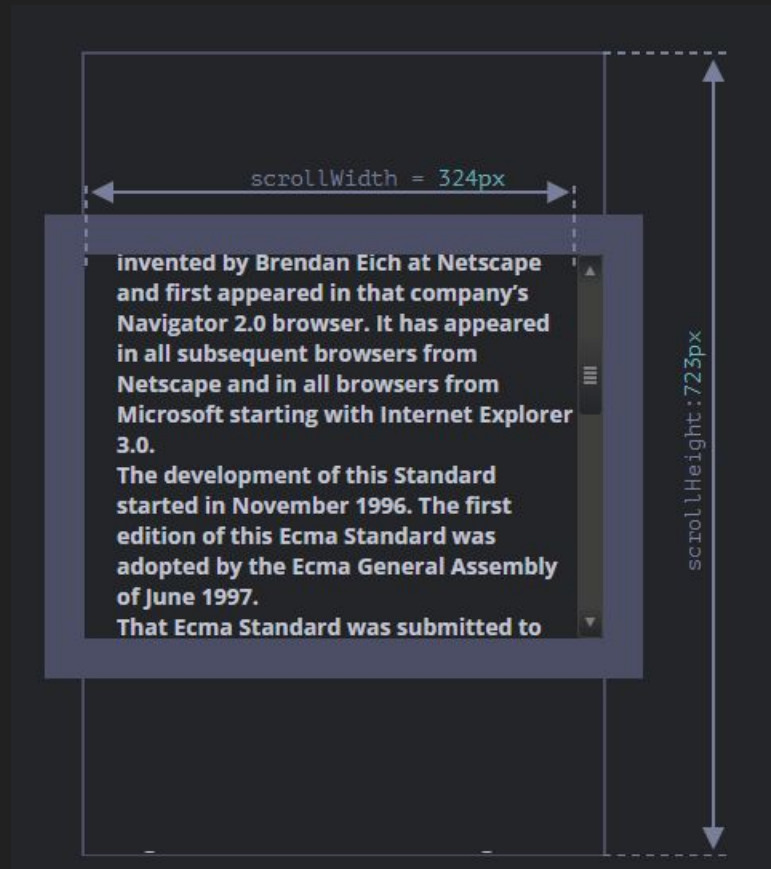 scrollWidth = 324px
invented by Brendan Eich at Netscape
and first appeared in that company’s
Navigator 2.0 browser. It has appeared
in all subsequent browsers from
Netscape and in all browsers from
Microsoft starting with Internet Explorer
3.0.
The development of this Standard
started in November 1996. The first
edition of this Ecma Standard was
adopted by the Ecma General Assembly
of June 1997.
That Ecma Standard was submitted to
scrollHeight:723px